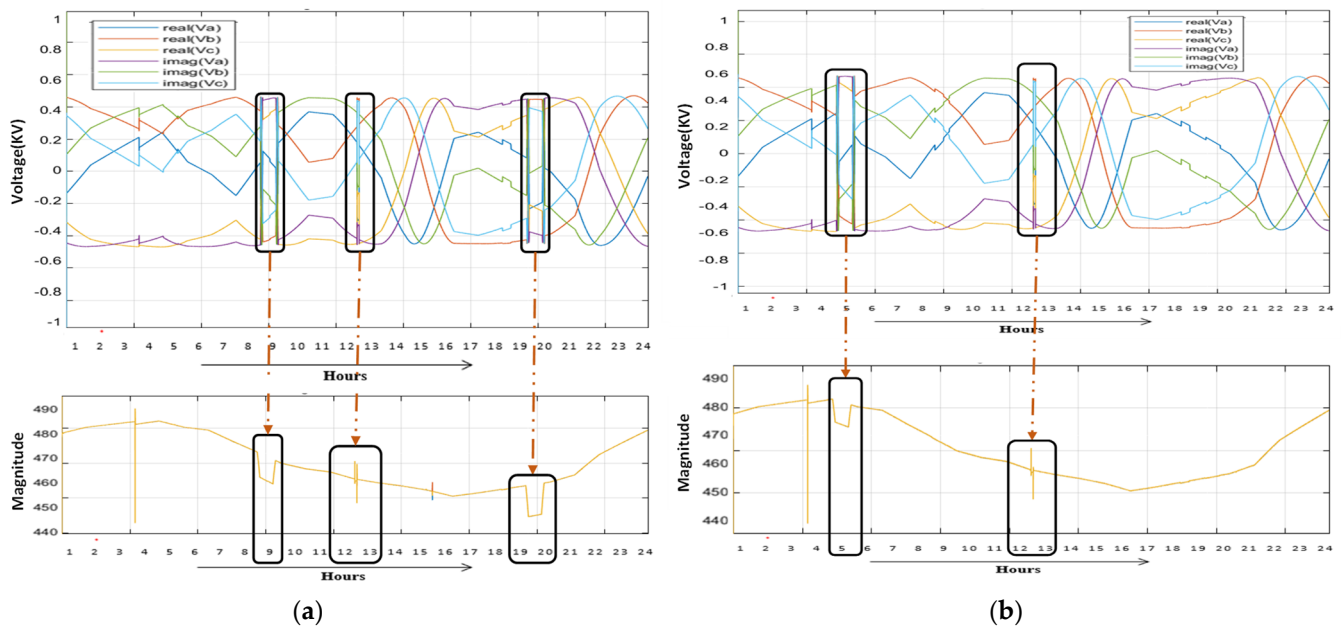 1
0.8
0.6
0.4
0.2
0
-0.2
-0.4
-0.6
-0.8
-1
Voltage(KV)
real(Va)
real(Vb)
real(Vc)
imag(Va)
imag(Vb)
imag(Vc)
1 2 3 4 5 6 7 8 9 10 11 12 13 14 15 16 17 18 19 20 22 23 24
Hours
490
480
470
460
450
440
Magnitude
1 2 3 4 5 6 7 8 9 10 11 12 13 14 15 16 17 18 19 20 22 23 24
Hours
(a)
1
0.8
0.6
0.4
0.2
0
-0.2
-0.4
-0.6
-0.8
-1
Voltage(KV)
real(Va)
real(Vb)
real(Vc)
imag(Va)
imag(Vb)
imag(Vc)
1 2 3 4 5 6 7 8 9 10 11 12 13 14 15 16 17 18 19 20 22 23 24
Hours
490
480
470
460
450
440
Magnitude
1 2 3 4 5 6 7 8 9 10 11 12 13 14 15 16 17 18 19 20 22 23 24
Hours
(b)